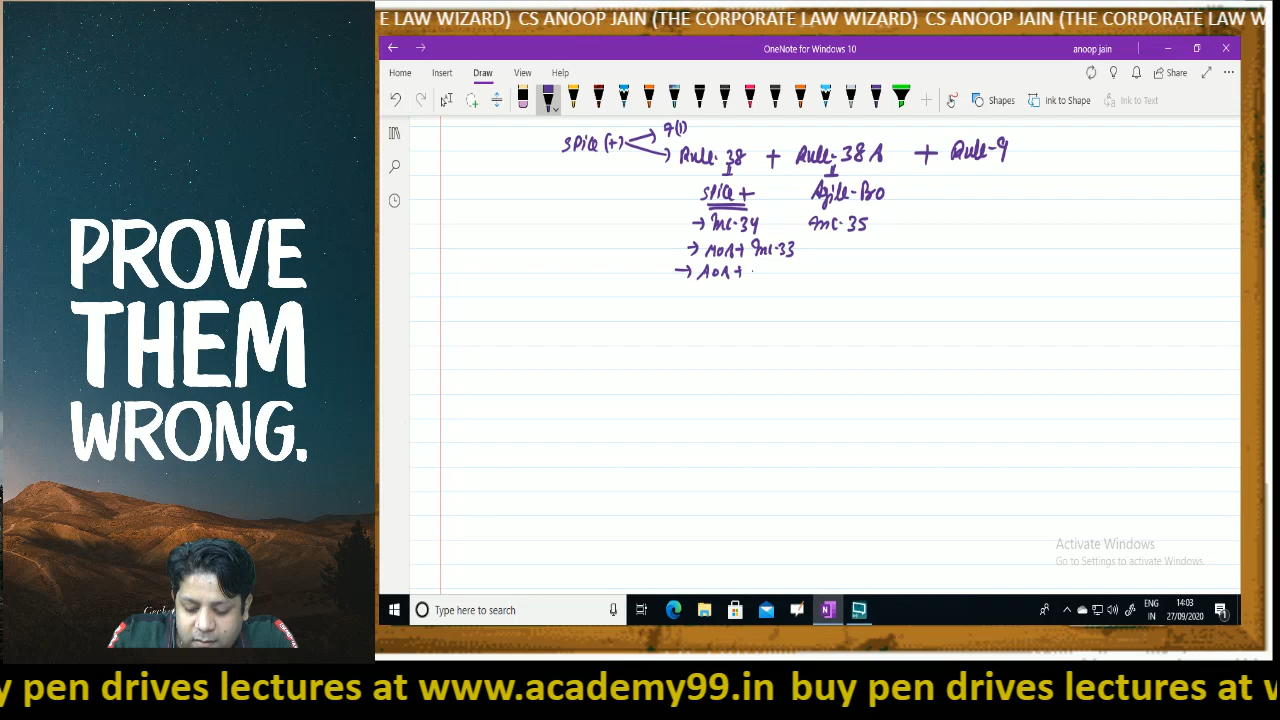 E LAW WIZARD) CS ANOOP JAIN (THE CORPORATE LAW WIZARD) CS ANOOP JAIN (THE CORPORATE LAW W
OneNote for Windows 10
anoop jain
Home Insert Draw View Help
Share
Shapes
Ink to Shape
Ink to Text
SPice (+)
7(1)
Rule-38 + Rule-38A + Rule-9
SPice + Agile-Pro
→ Inc-34 Inc-35
→ MOA + Inc-33
→ AOA +
PROVE
THEM
WRONG.
Activate Windows
Go to Settings to activate Windows.
Type here to search
ENG
IN
14:03
27/09/2020
1
y pen drives lectures at www.academy99.in buy pen drives lectures at w